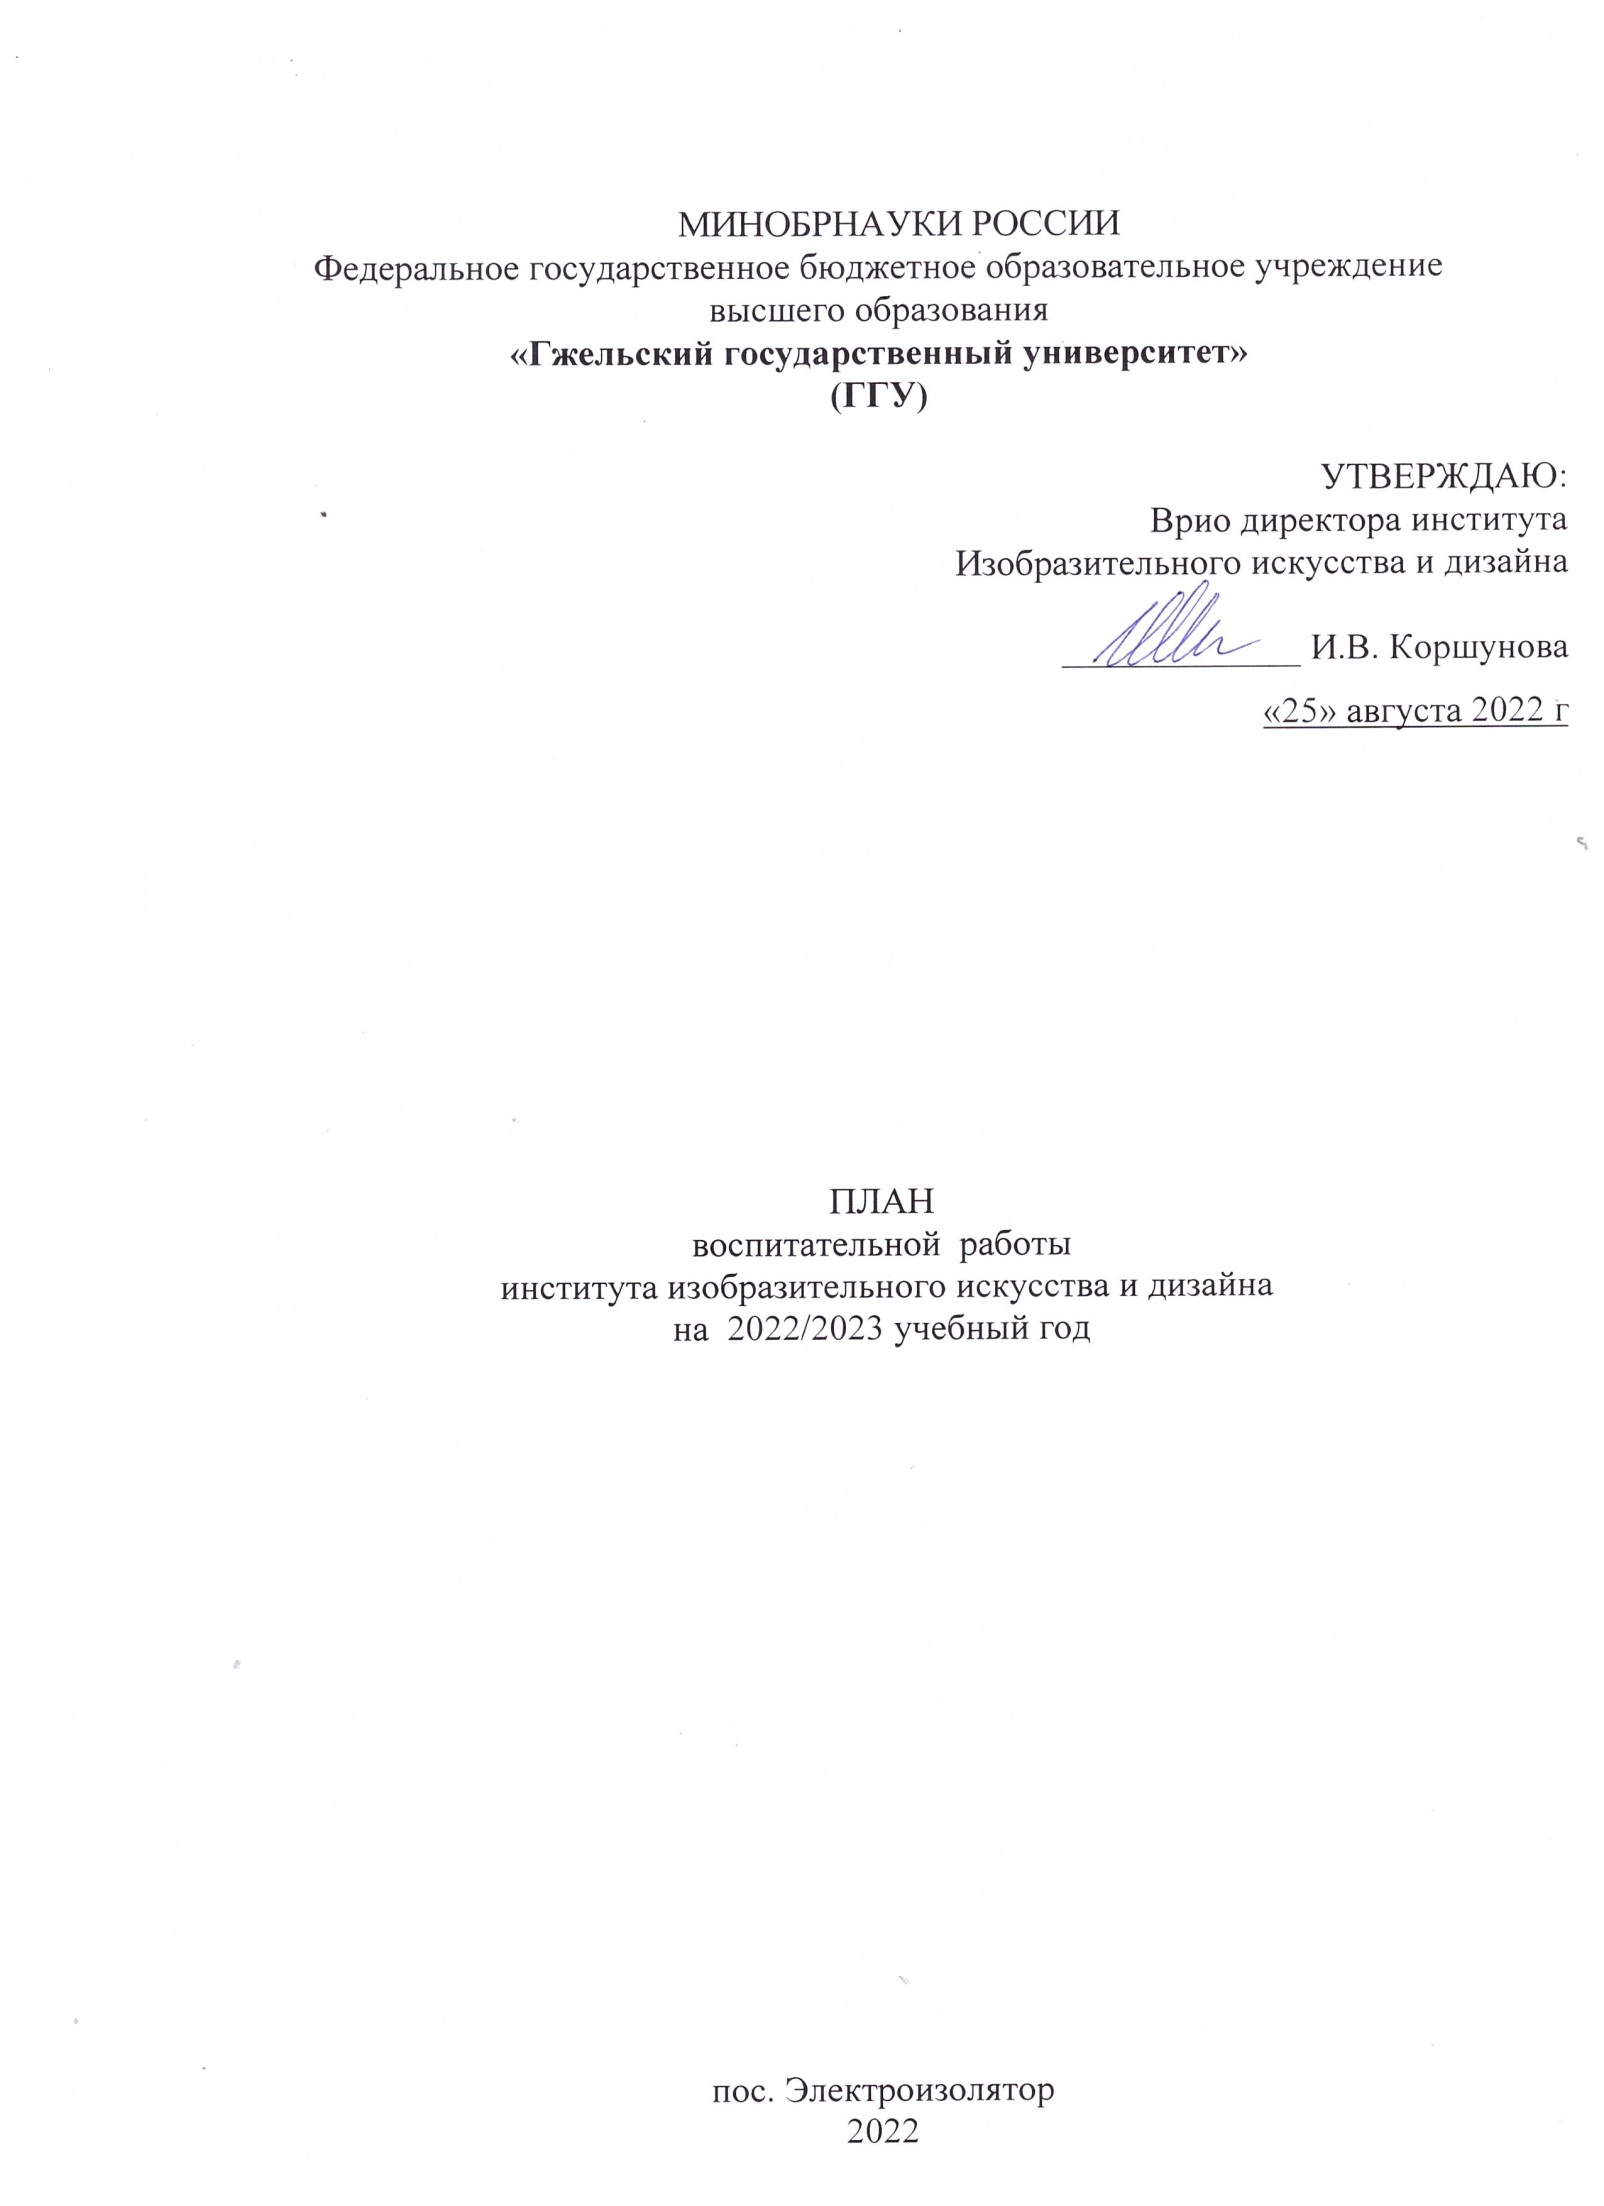 МИНОБРНАУКИ РОССИИ
Федеральное государственное бюджетное образовательное учреждение
высшего образования
«Гжельский государственный университет»
(ГГУ)
УТВЕРЖДАЮ:
Врио директора института
Изобразительного искусства и дизайна
____________ И.В. Коршунова
«25» августа 2022 г
ПЛАН
воспитательной работы
института изобразительного искусства и дизайна
на 2022/2023 учебный год
пос. Электроизолятор
2022